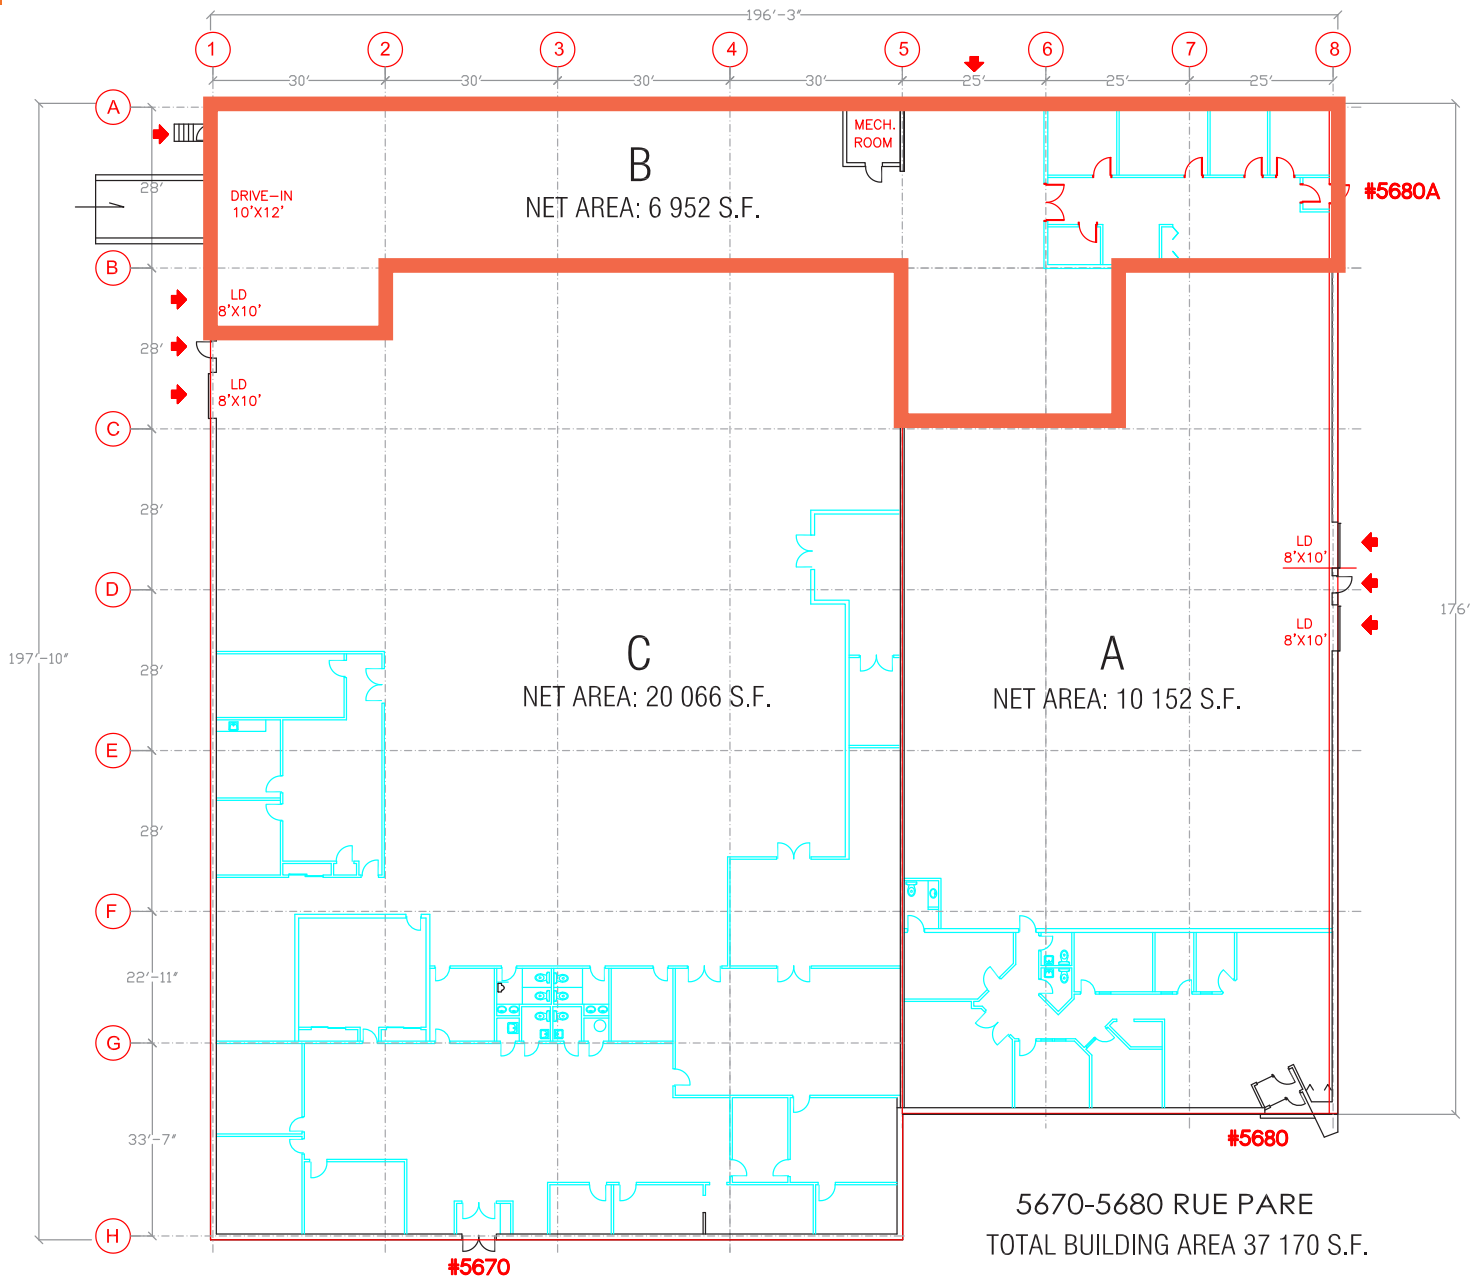 196'-3"
1 2 3 4 5 6 7 8
30' 30' 30' 30' 25' 25' 25'
A
MECH.
ROOM
B
NET AREA: 6 952 S.F.
28'
DRIVE-IN
10'X12'
#5680A
B
LD
8'X10'
28'
LD
8'X10'
C
28'
D
LD
8'X10'
176'
LD
8'X10'
197'-10"
C
NET AREA: 20 066 S.F.
A
NET AREA: 10 152 S.F.
28'
E
28'
F
22'-11"
G
33'-7"
#5680
H
#5670
5670-5680 RUE PARE
TOTAL BUILDING AREA 37 170 S.F.